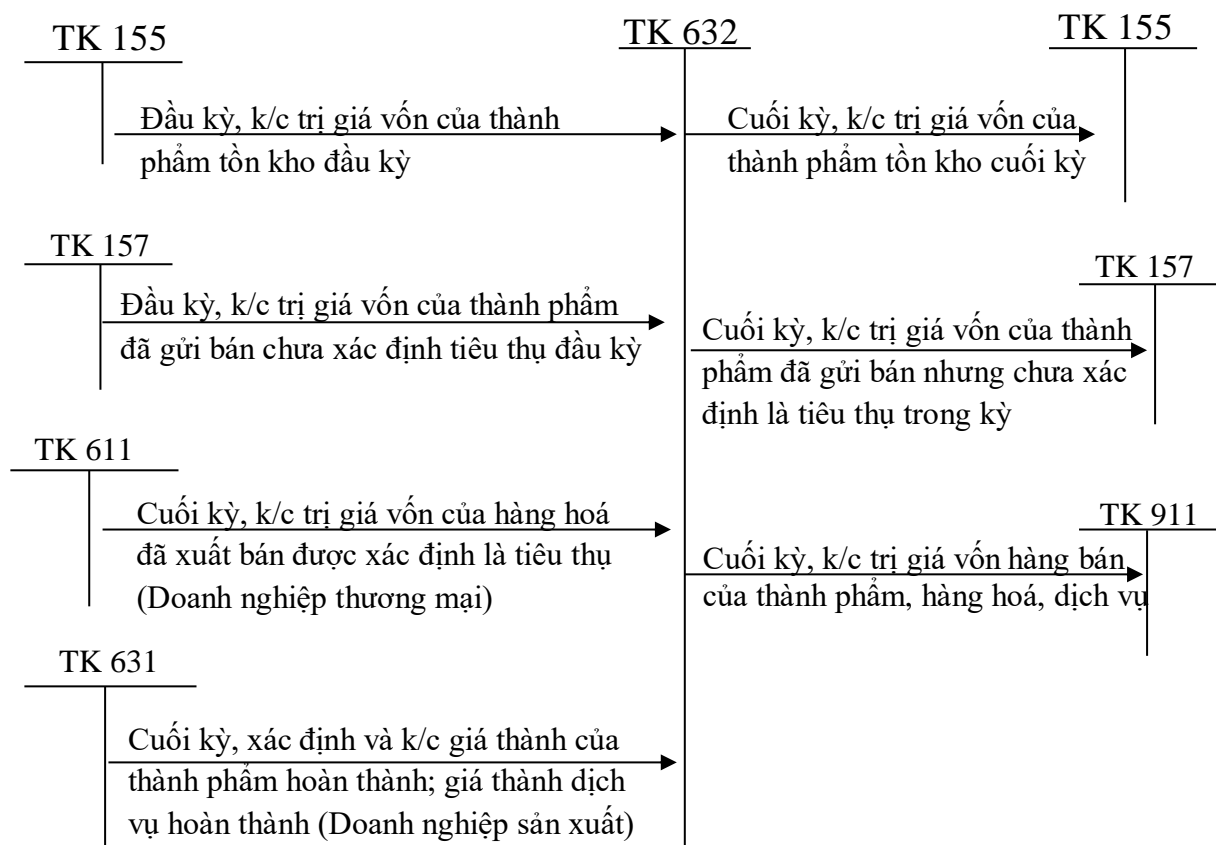 TK 155
TK 632
TK 155
Đầu kỳ, k/c trị giá vốn của thành
phẩm tồn kho đầu kỳ
Cuối kỳ, k/c trị giá vốn của
thành phẩm tồn kho cuối kỳ
TK 157
TK 157
Đầu kỳ, k/c trị giá vốn của thành phẩm
đã gửi bán chưa xác định tiêu thụ đầu kỳ
Cuối kỳ, k/c trị giá vốn của thành
phẩm đã gửi bán nhưng chưa xác
định là tiêu thụ trong kỳ
TK 611
Cuối kỳ, k/c trị giá vốn của hàng hoá
đã xuất bán được xác định là tiêu thụ
(Doanh nghiệp thương mại)
TK 911
Cuối kỳ, k/c trị giá vốn hàng bán
của thành phẩm, hàng hoá, dịch vụ
TK 631
Cuối kỳ, xác định và k/c giá thành của
thành phẩm hoàn thành; giá thành dịch
vụ hoàn thành (Doanh nghiệp sản xuất)